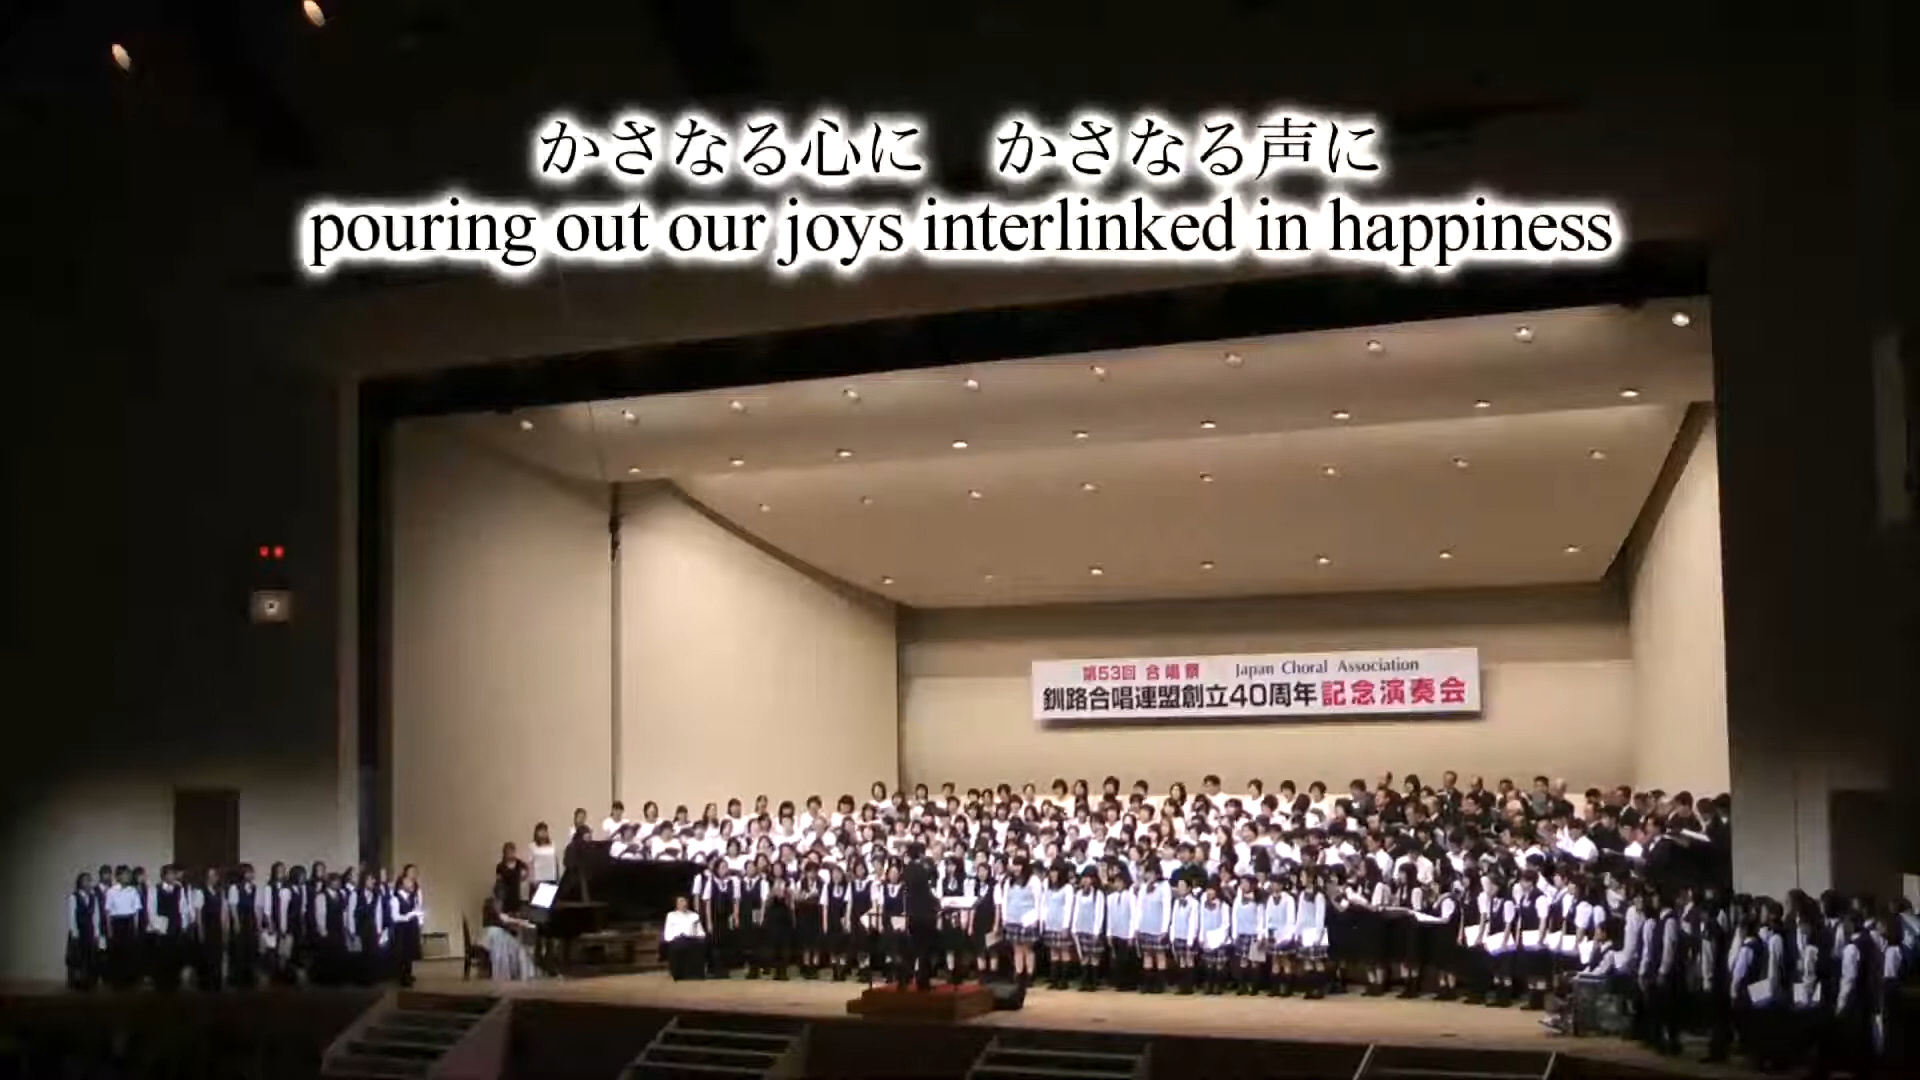 かさなる心に　かさなる声に
pouring out our joys interlinked in happiness
第53回 合唱祭　Japan Choral Association
釧路合唱連盟創立40周年記念演奏会